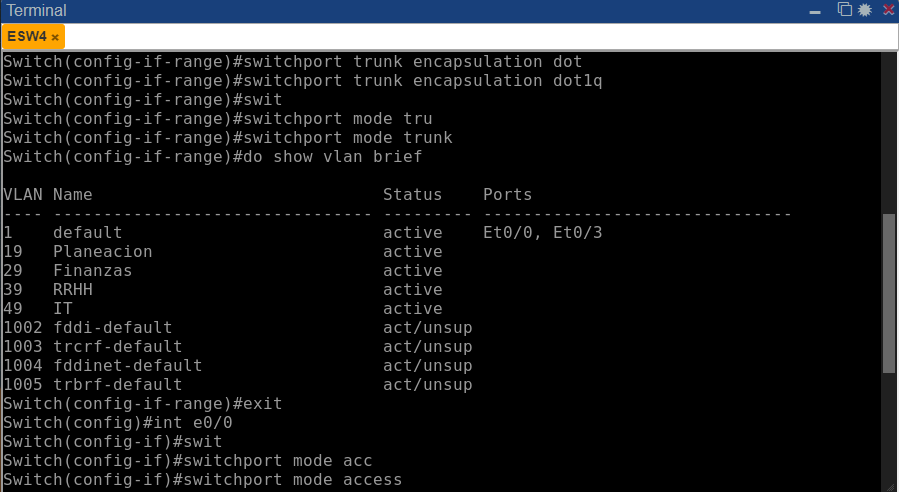 Terminal
ESW4 ×
Switch(config-if-range)#switchport trunk encapsulation dot
Switch(config-if-range)#switchport trunk encapsulation dot1q
Switch(config-if-range)#swit
Switch(config-if-range)#switchport mode tru
Switch(config-if-range)#switchport mode trunk
Switch(config-if-range)#do show vlan brief
VLAN Name                             Status    Ports
---- -------------------------------- --------- -------------------------------
1    default                          active    Et0/0, Et0/3
19   Planeacion                       active
29   Finanzas                         active
39   RRHH                             active
49   IT                               active
1002 fddi-default                     act/unsup
1003 trcrf-default                    act/unsup
1004 fddinet-default                  act/unsup
1005 trbrf-default                    act/unsup
Switch(config-if-range)#exit
Switch(config)#int e0/0
Switch(config-if)#swit
Switch(config-if)#switchport mode acc
Switch(config-if)#switchport mode access